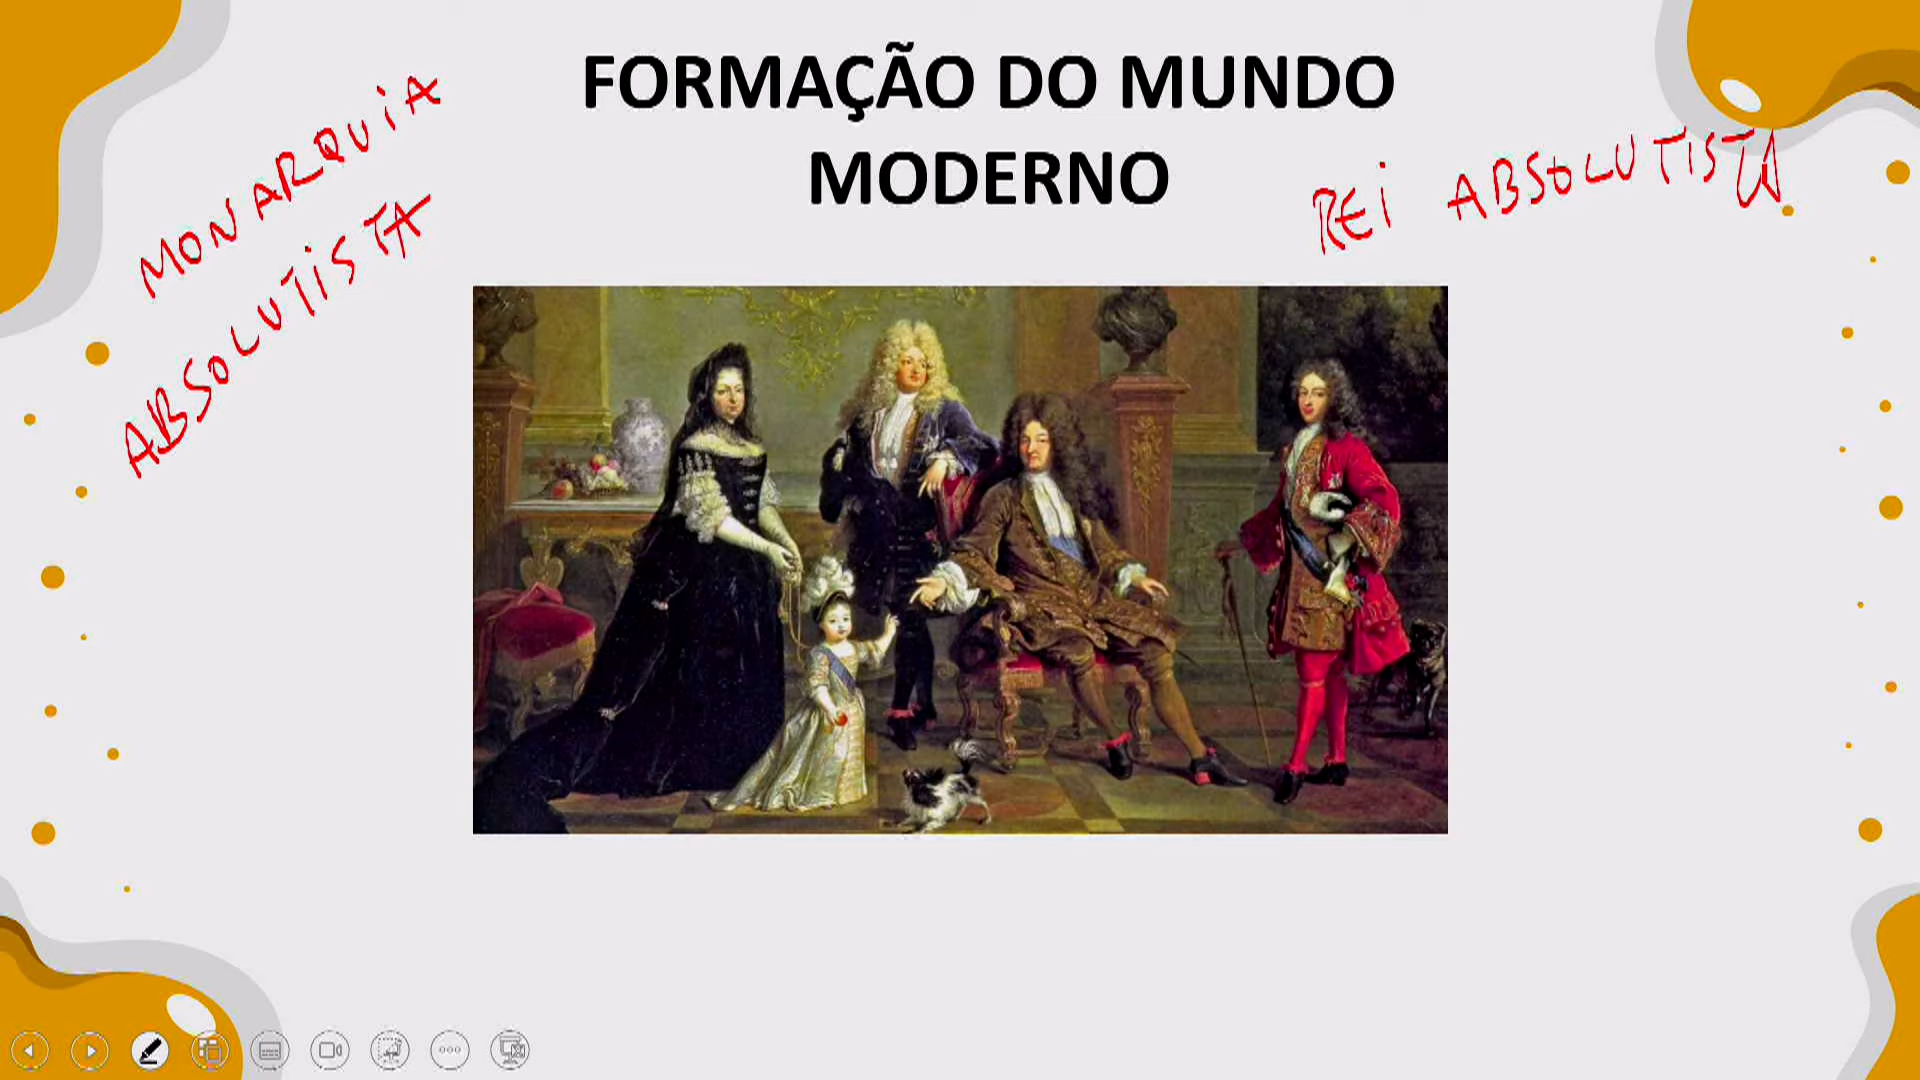 FORMAÇÃO DO MUNDO
MODERNO
MONARQUIA
ABSOLUTISTA
REI ABSOLUTISTA